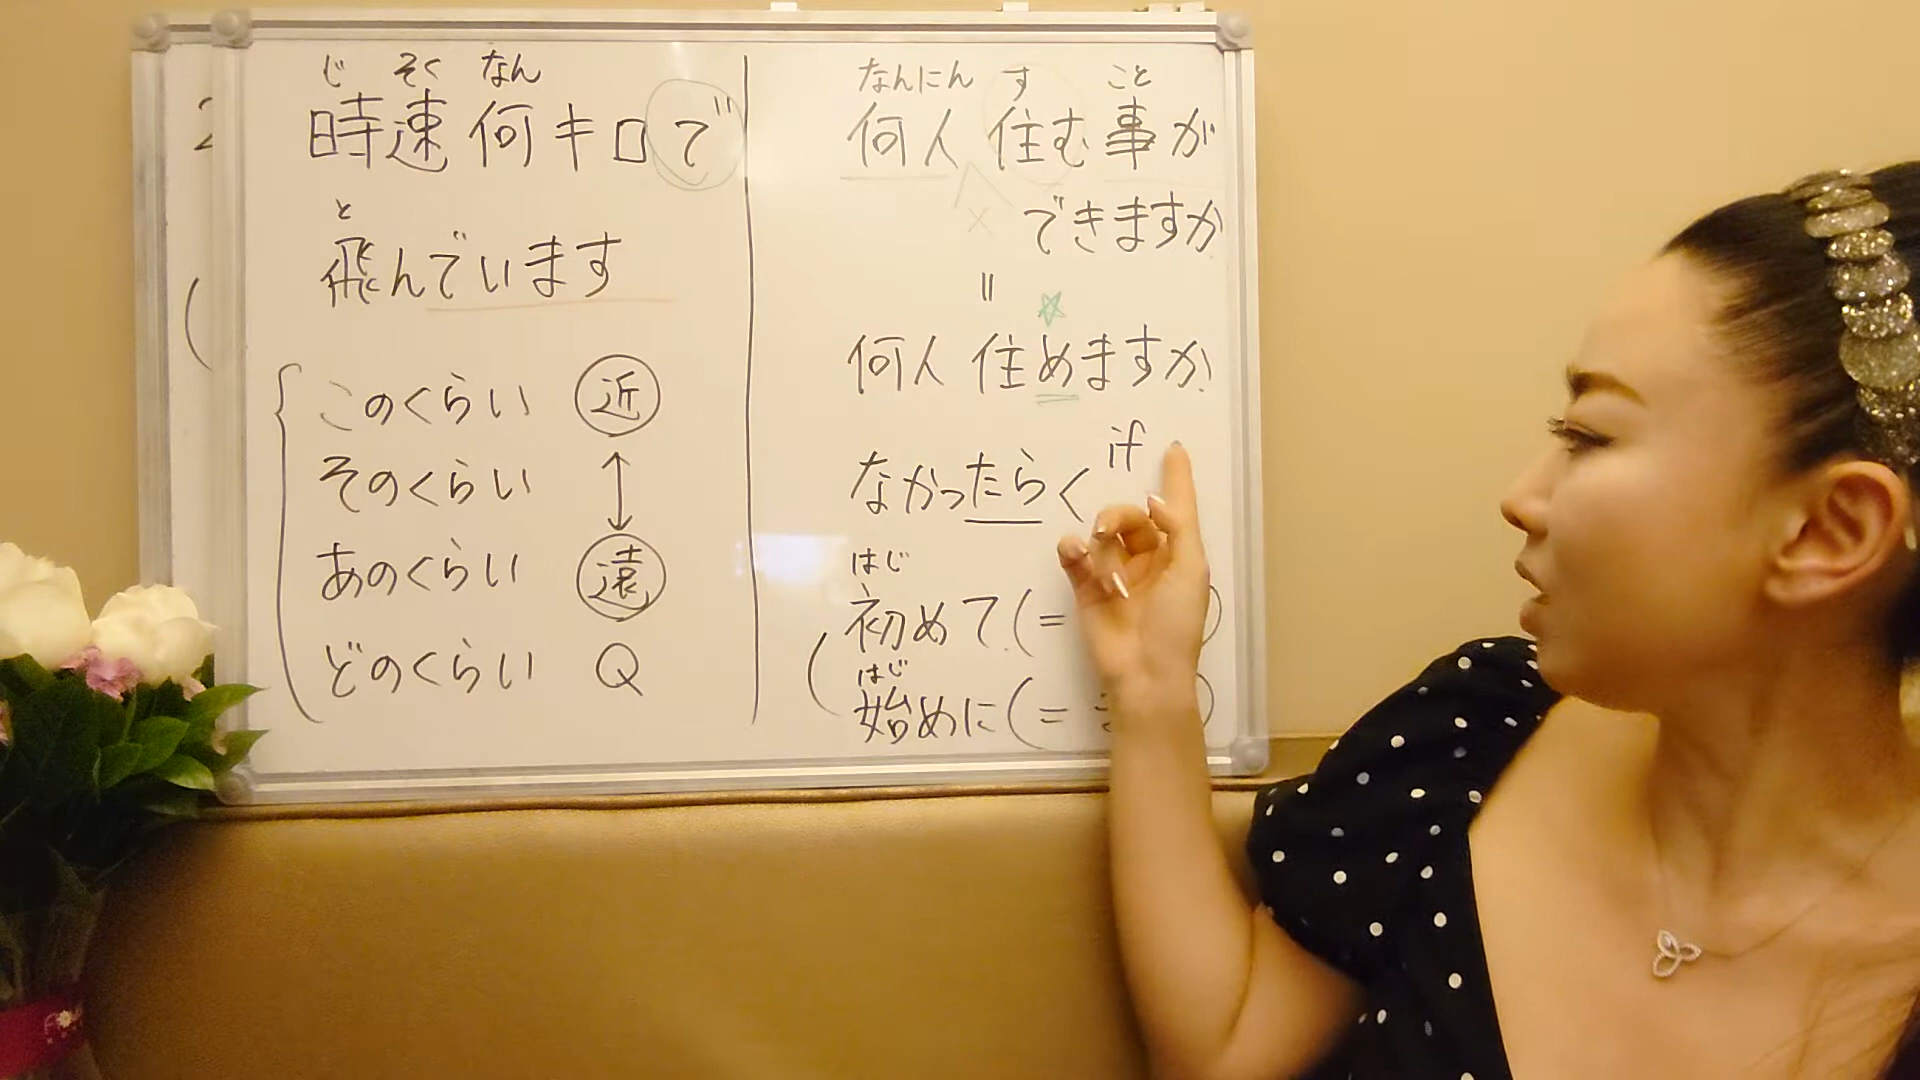 じ そく なん
時速何キロで
と
飛んでいます
このくらい 近
そのくらい
あのくらい 遠
どのくらい Q
なんにん す こと
何人住む事が
×
できますか
=
何人住めますか
if
なかったら<
はじ
初めて(= )
はじ
始めに(= )
2
(